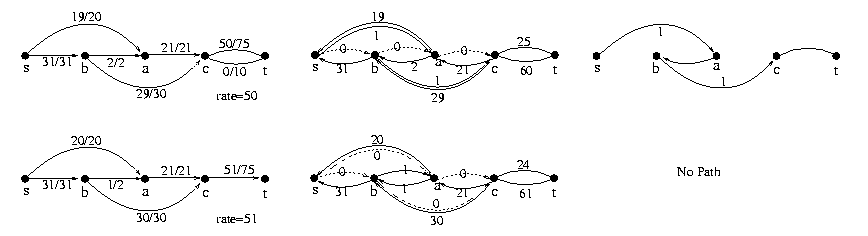 19/20 21/21 50/75
s 31/31 b 2/2 a c t
29/30 0/10
rate=50
19
1
0 0 0 25
s b a c t
31 2 21 60
1
29
1
s b a c t
1
20/20 21/21 51/75
s 31/31 b 1/2 a c t
30/30 rate=51
20
0
0 1 0 24
s b a c t
31 1 21 61
0
30
No Path